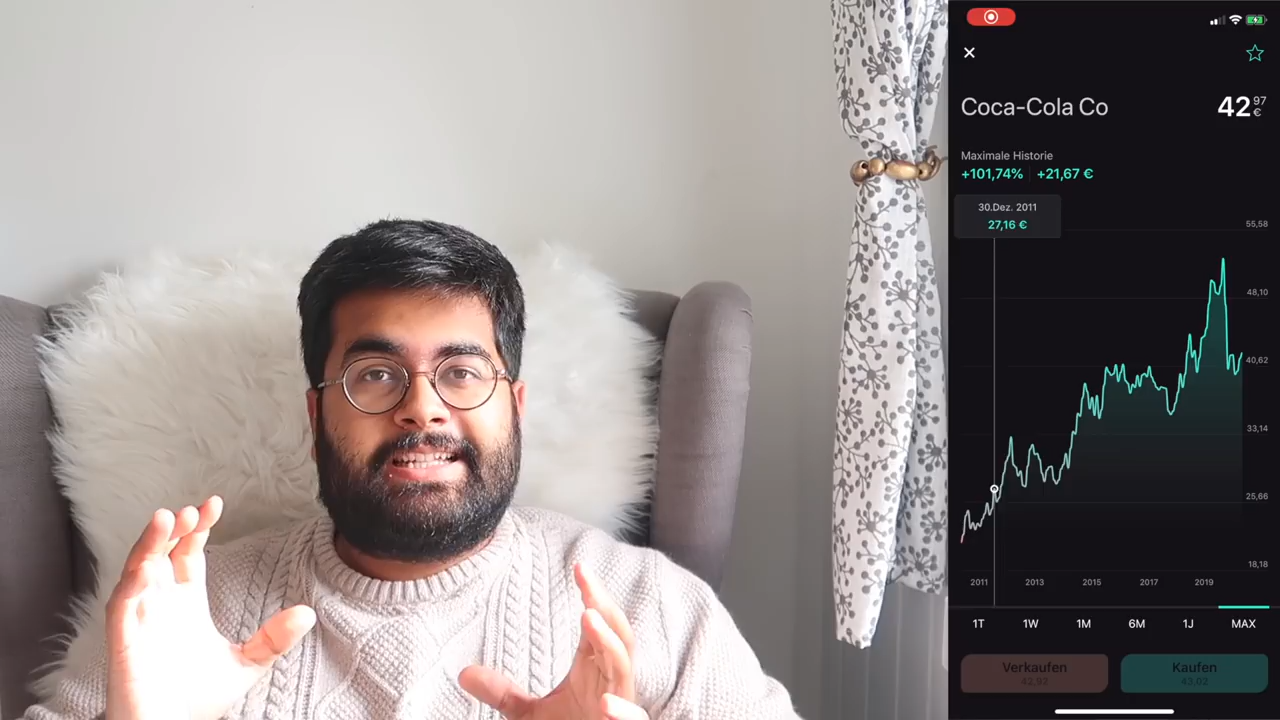 Coca-Cola Co
42 97 €
Maximale Historie
+101,74% +21,67 €
30.Dez. 2011
27,16 €
55,58
48,10
40,62
33,14
25,66
18,18
2011 2013 2015 2017 2019
1T 1W 1M 6M 1J MAX
Verkaufen Kaufen
42,93 43,02